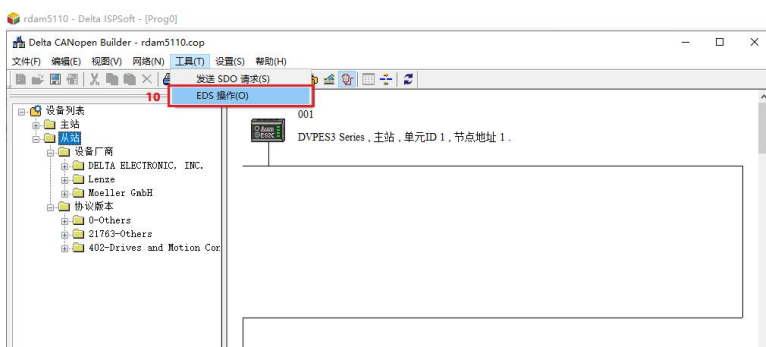 rdam5110 - Delta ISPSoft - [Prog0]
Delta CANopen Builder - rdam5110.cop
文件(F) 编辑(E) 视图(V) 网络(N) 工具(T) 设置(S) 帮助(H)
发送 SDO 请求(S)
10 EDS 操作(O)
设备列表
主站
从站
设备厂商
DELTA ELECTRONIC, INC.
Lenze
Moeller GmbH
协议版本
0-Others
21763-Others
402-Drives and Motion Con
001
DVPES3 Series , 主站 , 单元ID 1 , 节点地址 1 .